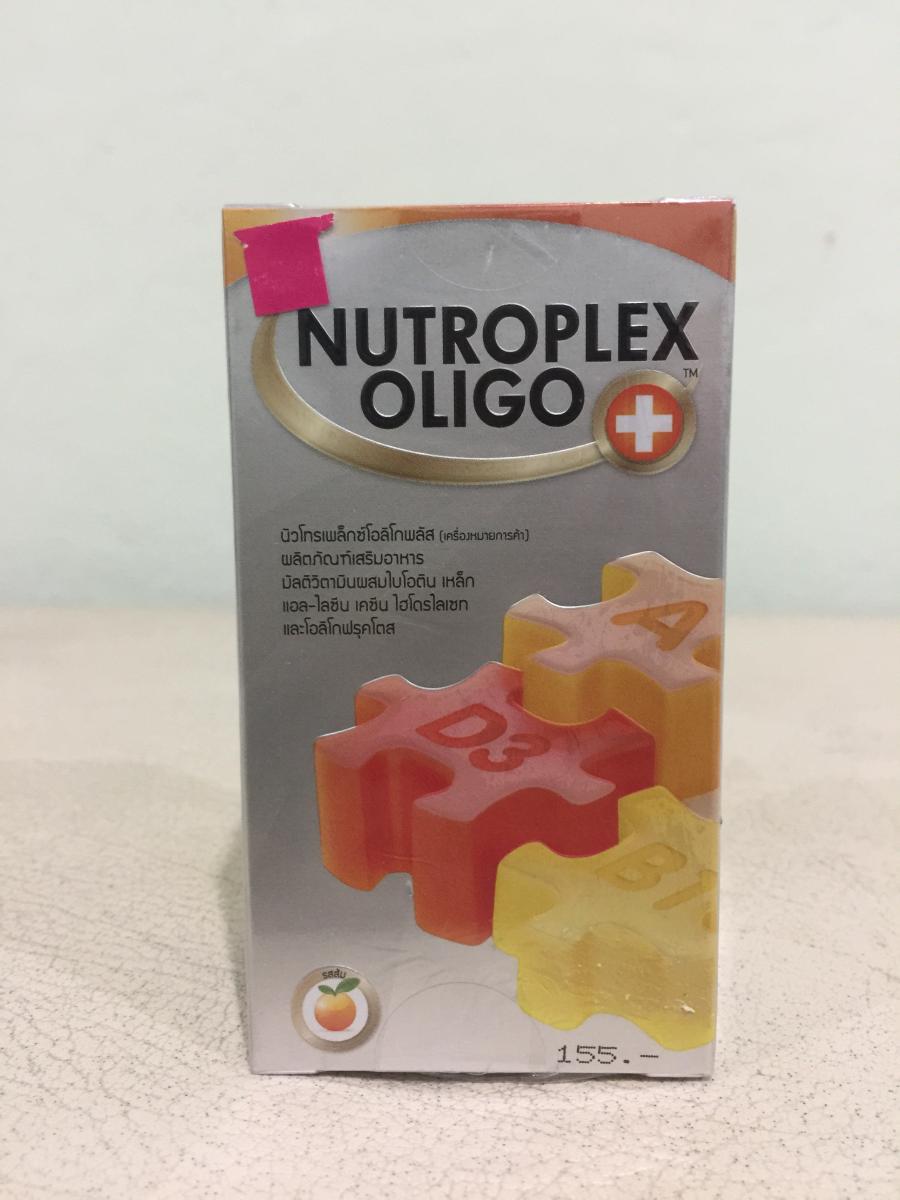 NUTROPLEX
OLIGO
TM
นิวโทรเพล็กซ์โอลิโกพลัส (เครื่องหมายการค้า)
ผลิตภัณฑ์เสริมอาหาร
มัลติวิตามินผสมไบโอติน เหล็ก
แอล-ไลซีน เคซีน ไฮโดรไลเซท
และโอลิโกฟรุคโตส
A
D3
B1
รสส้ม
155.-